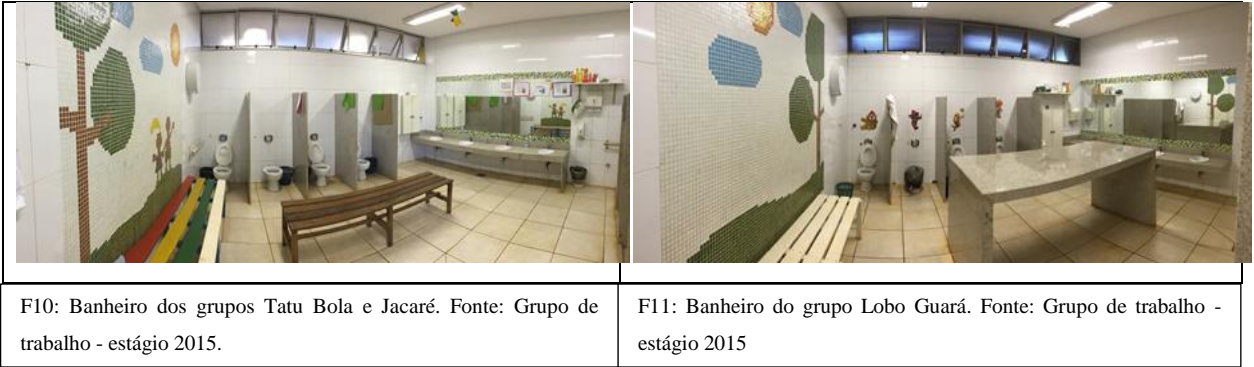 F10: Banheiro dos grupos Tatu Bola e Jacaré. Fonte: Grupo de
trabalho - estágio 2015.
F11: Banheiro do grupo Lobo Guará. Fonte: Grupo de trabalho -
estágio 2015